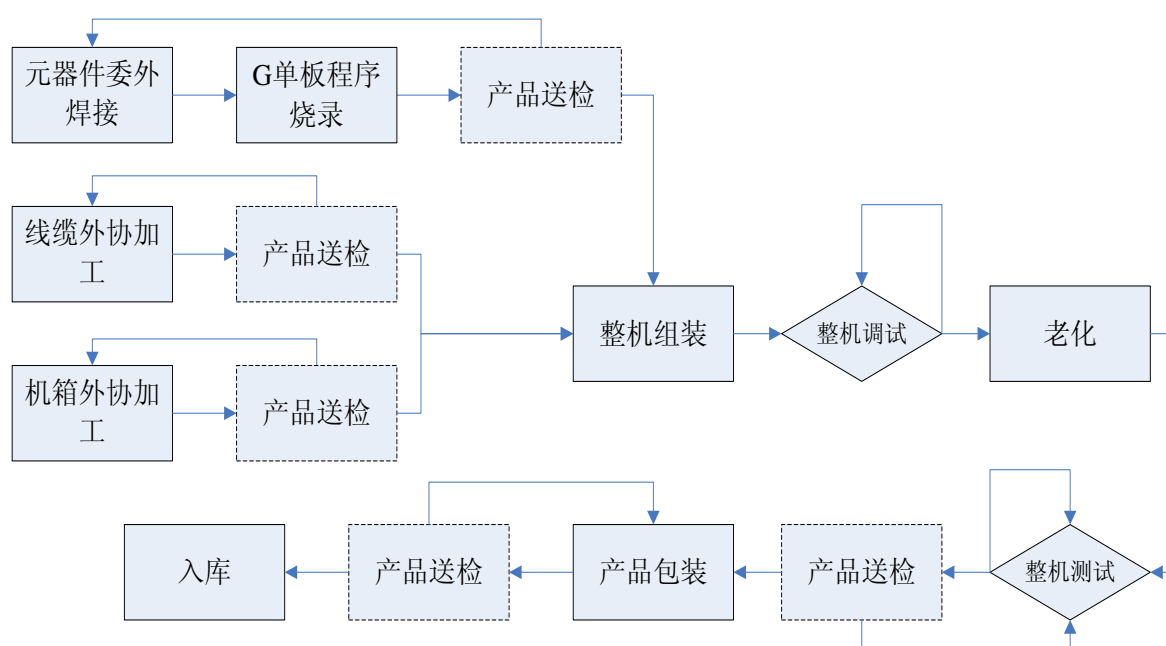 元器件委外
焊接
G单板程序
烧录
产品送检
线缆外协加
工
产品送检
机箱外协加
工
产品送检
整机组装
整机调试
老化
整机测试
产品送检
产品包装
产品送检
入库